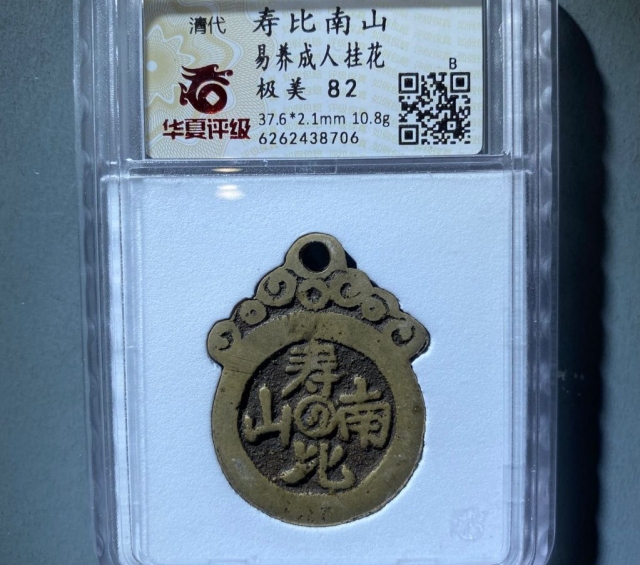 清代
寿比南山
易养成人挂花
极美 82
华夏评级
37.6*2.1mm 10.8g
6262438706
B
寿
山 南
比